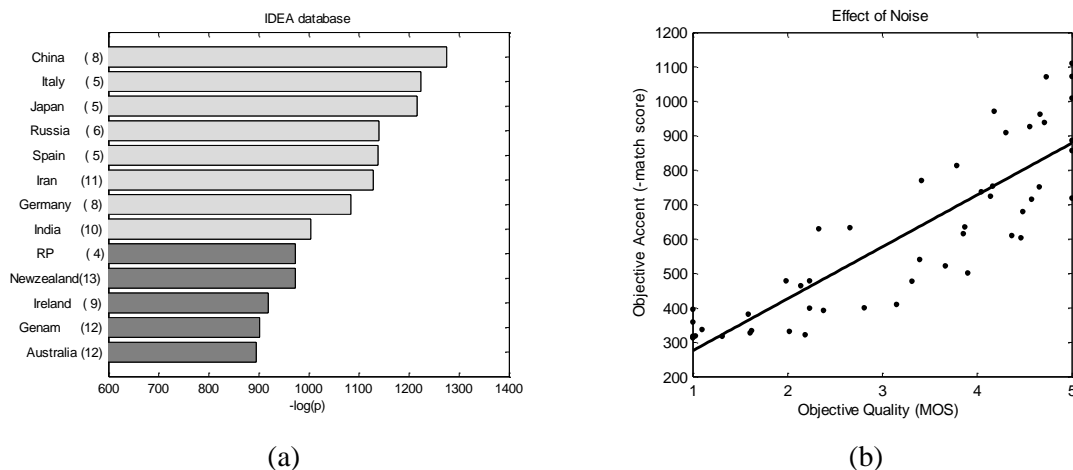 IDEA database
China ( 8)
Italy ( 5)
Japan ( 5)
Russia ( 6)
Spain ( 5)
Iran (11)
Germany ( 8)
India (10)
RP ( 4)
Newzealand(13)
Ireland ( 9)
Genam (12)
Australia (12)
600 700 800 900 1000 1100 1200 1300 1400
-log(p)
(a)
Effect of Noise
1200
1100
1000
900
800
700
600
500
400
300
200
Objective Accent (-match score)
1 2 3 4 5
Objective Quality (MOS)
(b)